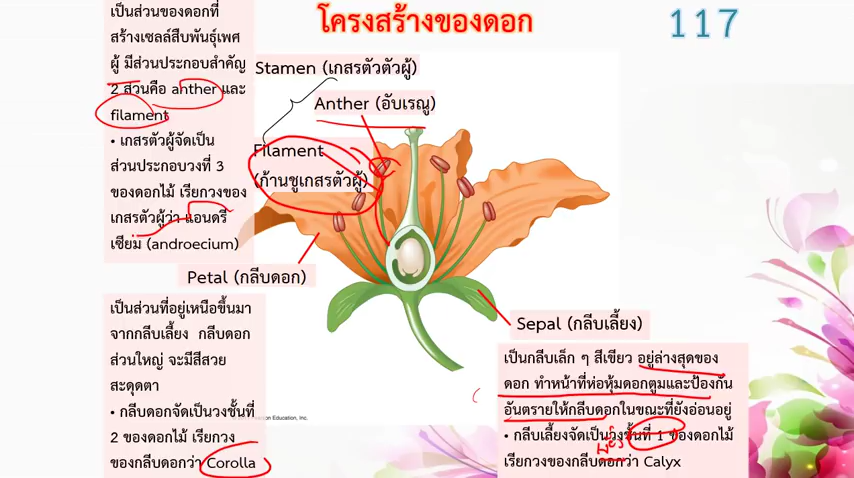 โครงสร้างของดอก
117
เป็นส่วนของดอกที่
สร้างเซลล์สืบพันธุ์เพศ
ผู้ มีส่วนประกอบสำคัญ
2 ส่วนคือ anther และ
filament
• เกสรตัวผู้จัดเป็น
ส่วนประกอบวงที่ 3
ของดอกไม้ เรียกวงของ
เกสรตัวผู้ว่า แอนดรี
เซียม (androecium)
Stamen (เกสรตัวตัวผู้)
Anther (อับเรณู)
Filament
(ก้านชูเกสรตัวผู้)
Petal (กลีบดอก)
เป็นส่วนที่อยู่เหนือขึ้นมา
จากกลีบเลี้ยง กลีบดอก
ส่วนใหญ่ จะมีสีสวย
สะดุดตา
• กลีบดอกจัดเป็นวงชั้นที่
2 ของดอกไม้ เรียกวง
ของกลีบดอกว่า Corolla
on Education, Inc.
Sepal (กลีบเลี้ยง)
เป็นกลีบเล็ก ๆ สีเขียว อยู่ล่างสุดของ
ดอก ทำหน้าที่ห่อหุ้มดอกตูมและป้องกัน
อันตรายให้กลีบดอกในขณะที่ยังอ่อนอยู่
• กลีบเลี้ยงจัดเป็นวงชั้นที่ 1 ของดอกไม้
เรียกวงของกลีบดอกว่า Calyx